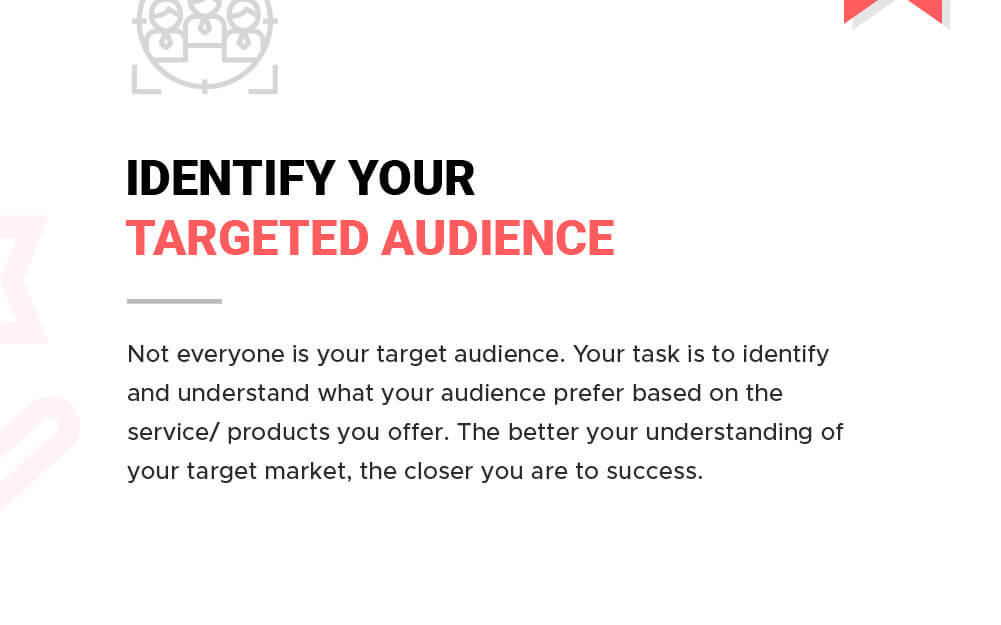 IDENTIFY YOUR
TARGETED AUDIENCE
Not everyone is your target audience. Your task is to identify
and understand what your audience prefer based on the
service/ products you offer. The better your understanding of
your target market, the closer you are to success.